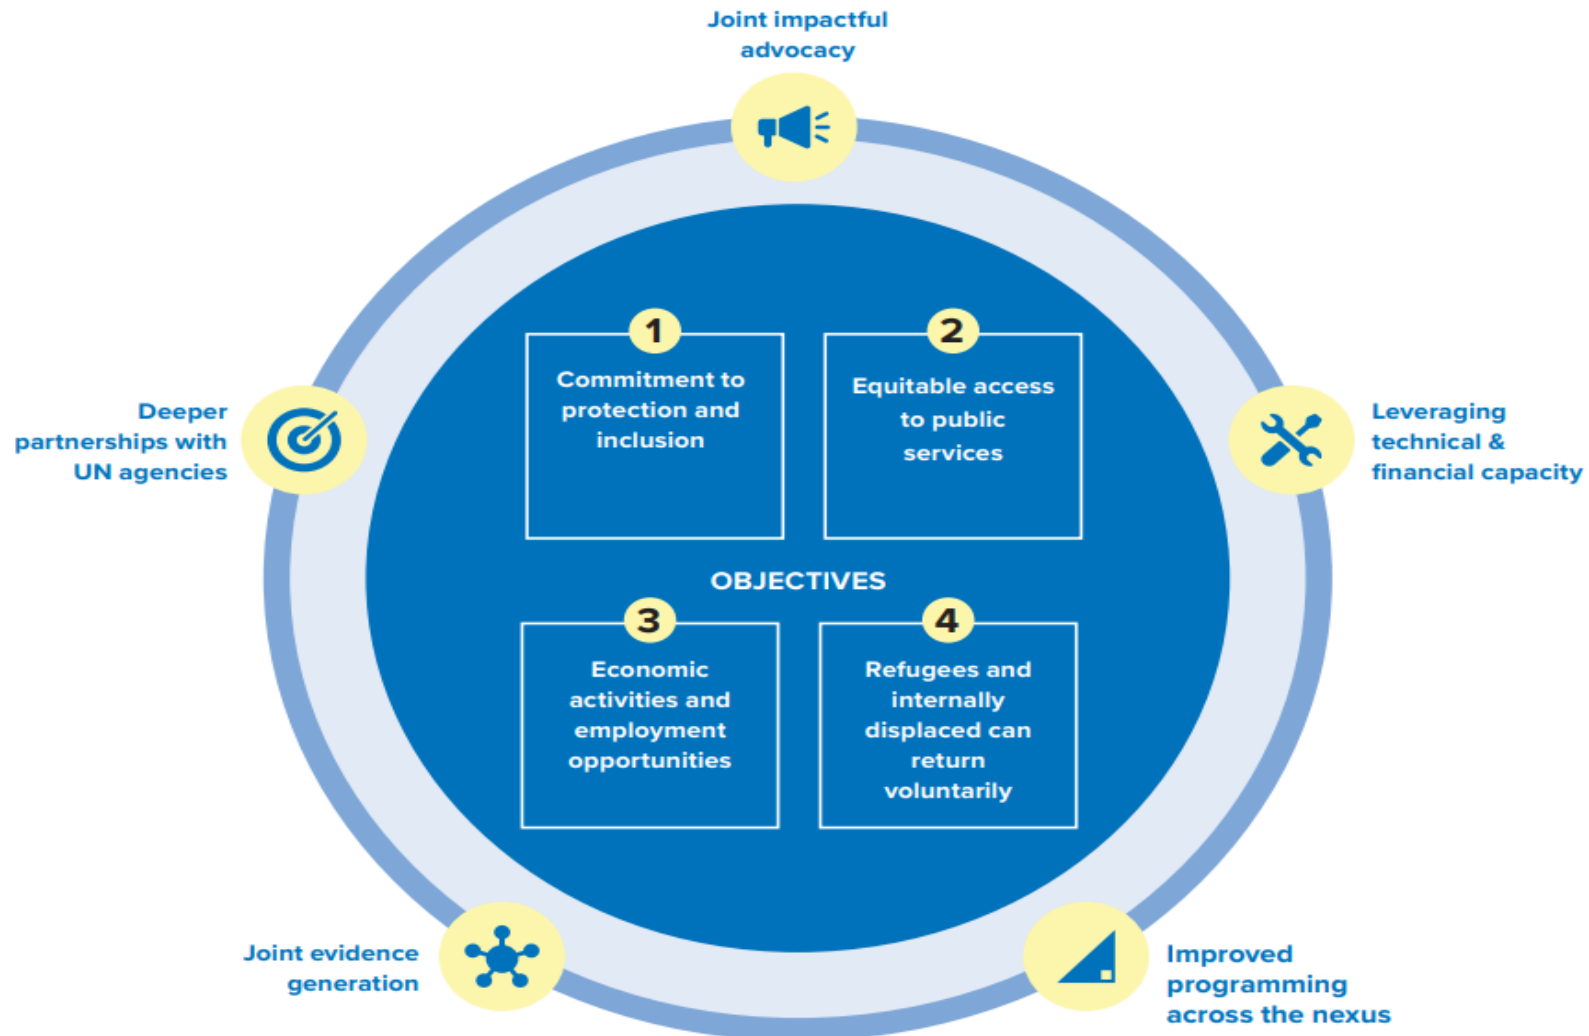 Joint impactful
advocacy
Deeper
partnerships with
UN agencies
Leveraging
technical &
financial capacity
1
Commitment to
protection and
inclusion
2
Equitable access
to public
services
OBJECTIVES
3
Economic
activities and
employment
opportunities
4
Refugees and
internally
displaced can
return
voluntarily
Joint evidence
generation
Improved
programming
across the nexus